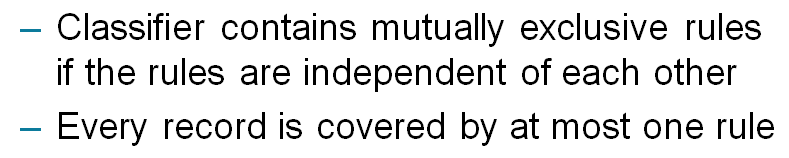 – Classifier contains mutually exclusive rules
if the rules are independent of each other
– Every record is covered by at most one rule